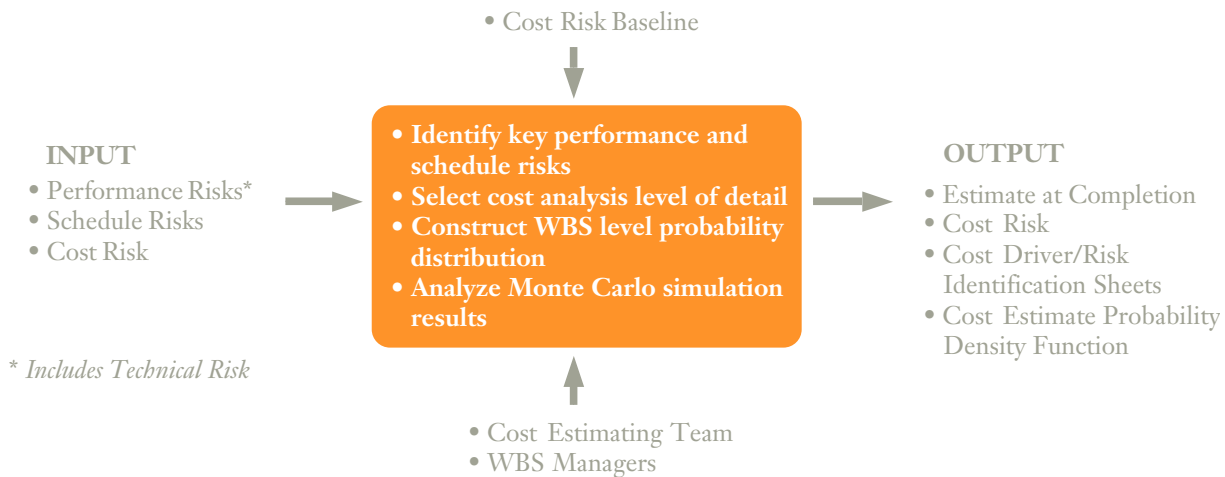 • Cost Risk Baseline
INPUT
• Performance Risks*
• Schedule Risks
• Cost Risk
* Includes Technical Risk
• Identify key performance and
schedule risks
• Select cost analysis level of detail
• Construct WBS level probability
distribution
• Analyze Monte Carlo simulation
results
OUTPUT
• Estimate at Completion
• Cost Risk
• Cost Driver/Risk
Identification Sheets
• Cost Estimate Probability
Density Function
• Cost Estimating Team
• WBS Managers